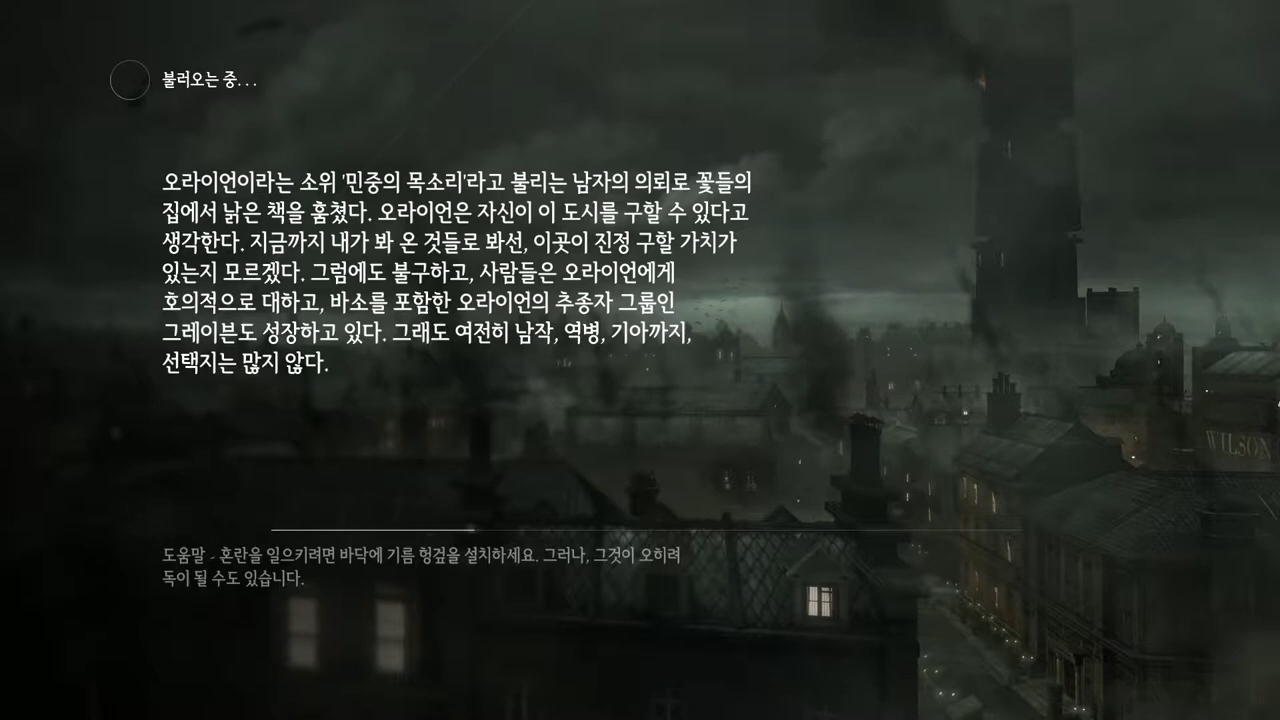 불러오는 중...
오라이언이라는 소위 '민중의 목소리'라고 불리는 남자의 의뢰로 꽃들의
집에서 낡은 책을 훔쳤다. 오라이언은 자신이 이 도시를 구할 수 있다고
생각한다. 지금까지 내가 봐 온 것들로 봐선, 이곳이 진정 구할 가치가
있는지 모르겠다. 그럼에도 불구하고, 사람들은 오라이언에게
호의적으로 대하고, 바소를 포함한 오라이언의 추종자 그룹인
그레이븐도 성장하고 있다. 그래도 여전히 남작, 역병, 기아까지,
선택지는 많지 않다.
WILSON
도움말 - 혼란을 일으키려면 바닥에 기름 헝겊을 설치하세요. 그러나, 그것이 오히려
독이 될 수도 있습니다.